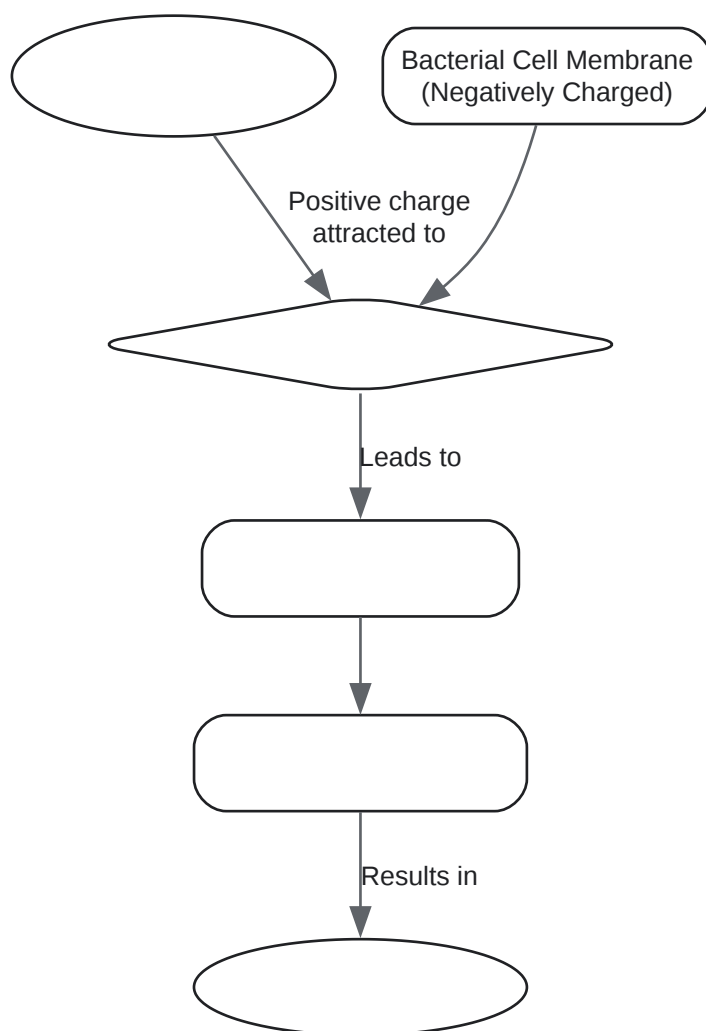 Bacterial Cell Membrane
(Negatively Charged)
Positive charge
attracted to
Leads to
Results in